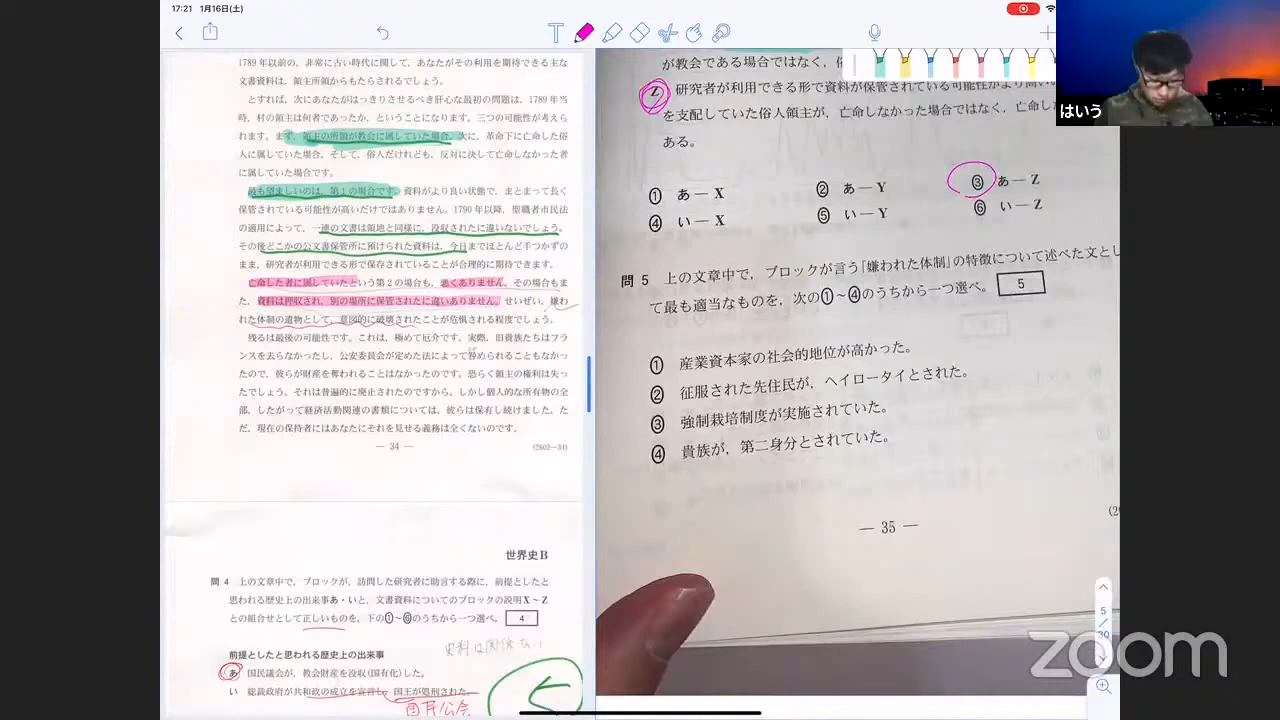 17:21 1月16日(土)
はいう
1789年以前の，非常に古い時代に関して，あなたがその利用を期待できる主な
文書資料は，領主所領からもたらされるでしょう。
とすれば，次にあなたがはっきりさせるべき肝心な最初の問題は，1789年当
時，村の領主は何者であったか，ということになります。三つの可能性が考えら
れます。まず，領主の所領が教会に属していた場合。次に，革命下に亡命した俗
人に属していた場合。そして，俗人だけれども，反対に決して亡命しなかった者
に属していた場合です。
最も望ましいのは，第1の場合です。資料がより良い状態で，まとまって長く
保管されている可能性が高いだけではありません。1790年以降，聖職者市民法
の適用によって，一連の文書は領地と同様に，没収されたに違いないでしょう。
その後どこかの公文書保管所に預けられた資料は，今日までほとんど手つかずの
まま，研究者が利用できる形で保存されていることが合理的に期待できます。
亡命した者に属していたという第2の場合も，悪くありません。その場合もま
た，資料は押収され，別の場所に保管されたに違いありません。せいぜい，嫌わ
れた体制の遺物として，意図的に破壊されたことが危惧される程度でしょう。
残るは最後の可能性です。これは，極めて厄介です。実際，旧貴族たちはフラ
ンスを去らなかったし，公安委員会が定めた法によって咎められることもなかっ
たので，彼らが財産を奪われることはなかったのです。恐らく領主の権利は失っ
たでしょう。それは普遍的に廃止されたのですから。しかし個人的な所有物の全
部，したがって経済活動関連の書類については，彼らは保有し続けました。た
だ，現在の保持者にはあなたにそれを見せる義務は全くないのです。
― 34 ― (2602―34)
世界史B
問 4 上の文章中で，ブロックが，訪問した研究者に助言する際に，前提としたと
思われる歴史上の出来事あ・いと，文書資料についてのブロックの説明X～Z
との組合せとして正しいものを，下の①～⑥のうちから一つ選べ。 4
史料は関係ない
前提としたと思われる歴史上の出来事
あ 国民議会が，教会財産を没収(国有化)した。
い 総裁政府が共和政の成立を宣言し，国王が処刑された。
国民公会
が教会である場合ではなく，俗
Z 研究者が利用できる形で資料が保管されている可能性がより高い
を支配していた俗人領主が，亡命しなかった場合ではなく，亡命し
ある。
① あ ― X ② あ ― Y ③ あ ― Z
④ い ― X ⑤ い ― Y ⑥ い ― Z
問 5 上の文章中で，ブロックが言う「嫌われた体制」の特徴について述べた文とし
て最も適当なものを，次の①～④のうちから一つ選べ。 5
① 産業資本家の社会的地位が高かった。
② 征服された先住民が，ヘイロータイとされた。
③ 強制栽培制度が実施されていた。
④ 貴族が，第二身分とされていた。
― 35 ―
5
30
zoom